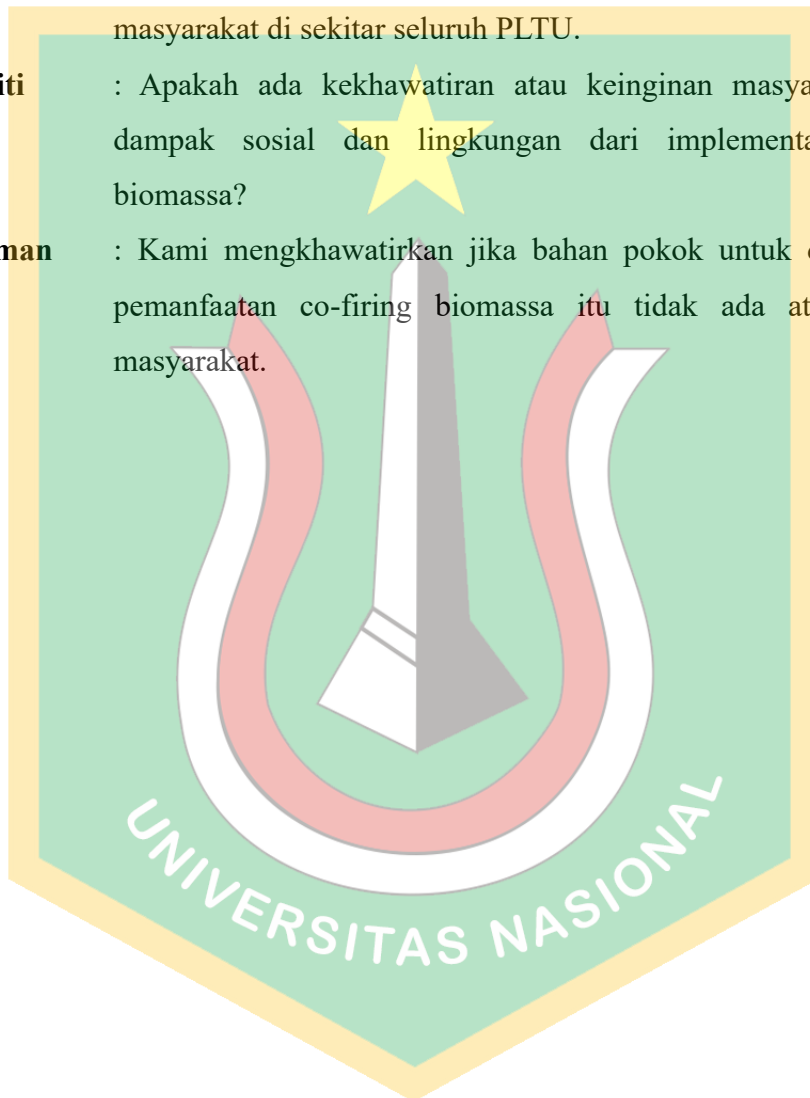 masyarakat di sekitar seluruh PLTU.
iti : Apakah ada kekhawatiran atau keinginan masya
dampak sosial dan lingkungan dari implementa
biomassa?
man : Kami mengkhawatirkan jika bahan pokok untuk
pemanfaatan co-firing biomassa itu tidak ada at
masyarakat.
UNIVERSITAS NASIONAL